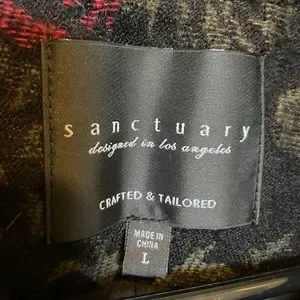 sanctuary
designed in los angeles
CRAFTED & TAILORED
MADE IN
CHINA
L